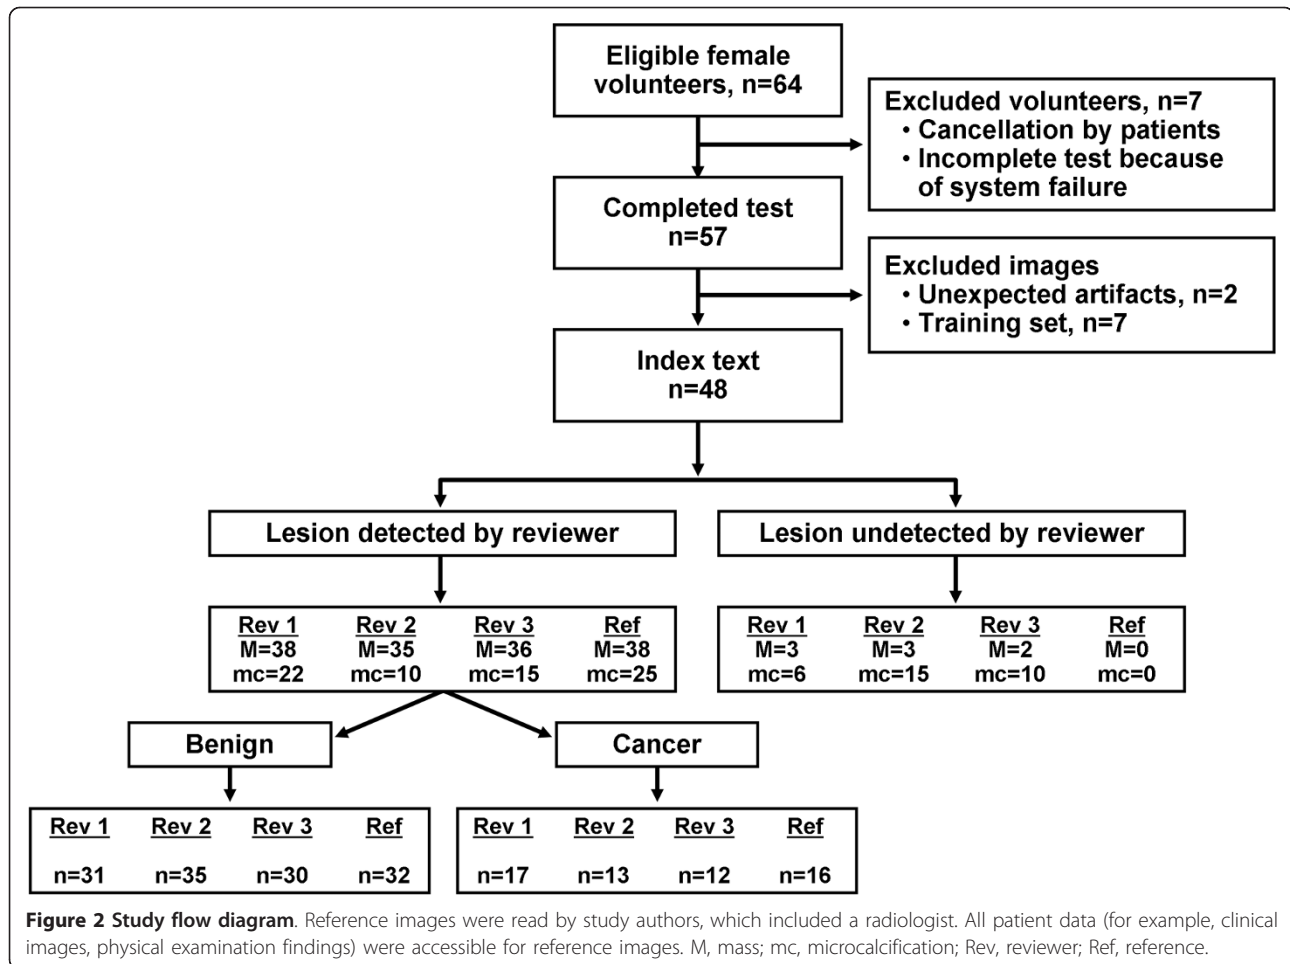 Eligible female
volunteers, n=64
Excluded volunteers, n=7
• Cancellation by patients
• Incomplete test because
of system failure
Completed test
n=57
Excluded images
• Unexpected artifacts, n=2
• Training set, n=7
Index text
n=48
Lesion detected by reviewer
Lesion undetected by reviewer
Rev 1 Rev 2 Rev 3 Ref
M=38 M=35 M=36 M=38
mc=22 mc=10 mc=15 mc=25
Rev 1 Rev 2 Rev 3 Ref
M=3 M=3 M=2 M=0
mc=6 mc=15 mc=10 mc=0
Benign
Cancer
Rev 1 Rev 2 Rev 3 Ref
n=31 n=35 n=30 n=32
Rev 1 Rev 2 Rev 3 Ref
n=17 n=13 n=12 n=16
Figure 2 Study flow diagram. Reference images were read by study authors, which included a radiologist. All patient data (for example, clinical
images, physical examination findings) were accessible for reference images. M, mass; mc, microcalcification; Rev, reviewer; Ref, reference.